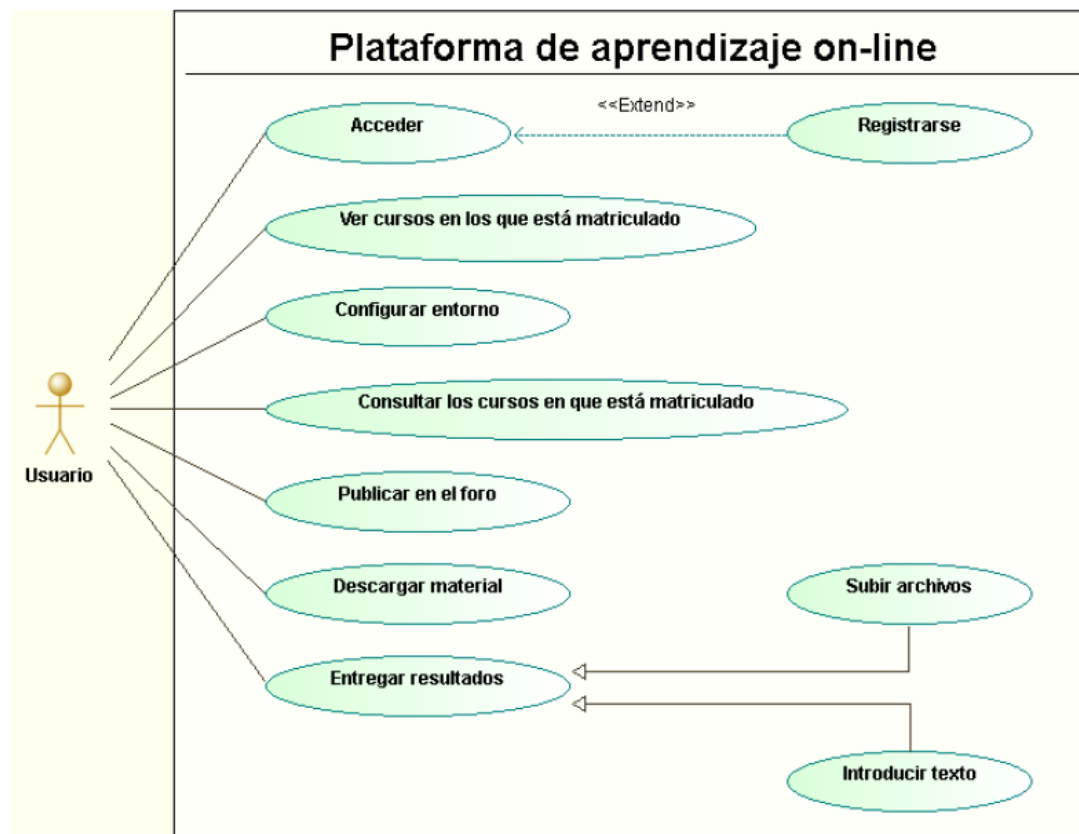 Plataforma de aprendizaje on-line
<<Extend>>
Acceder
Registrarse
Ver cursos en los que está matriculado
Configurar entorno
Consultar los cursos en que está matriculado
Usuario
Publicar en el foro
Descargar material
Subir archivos
Entregar resultados
Introducir texto